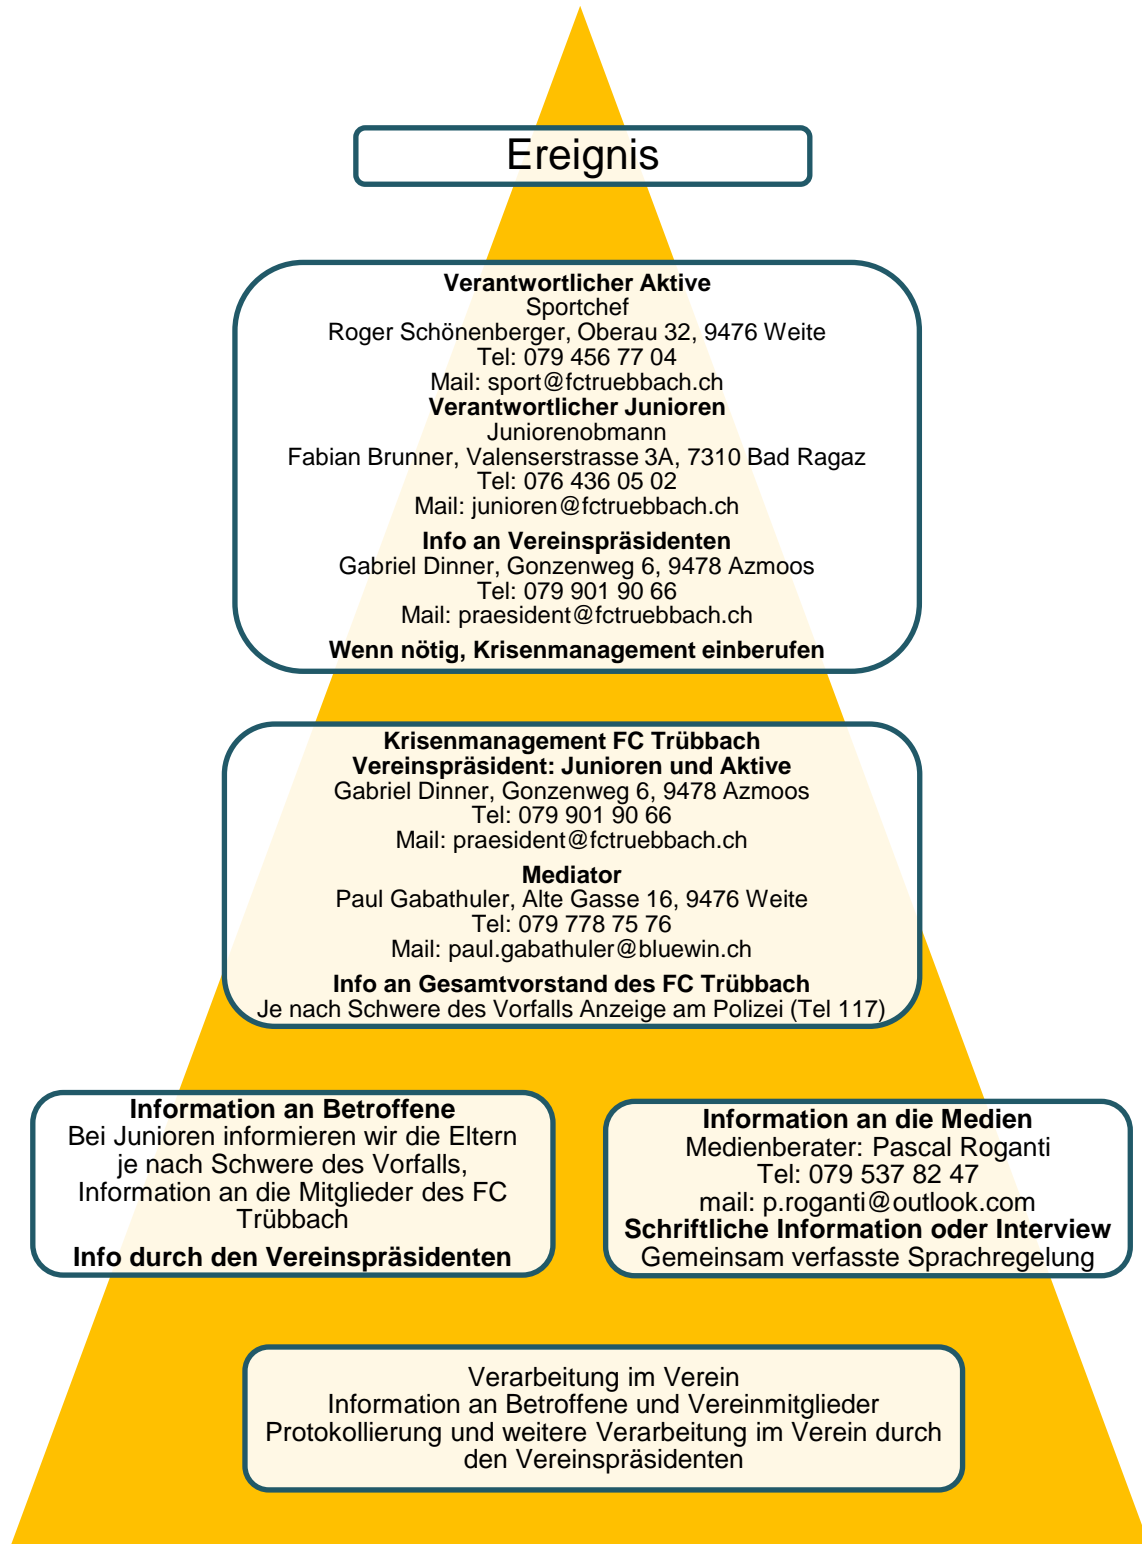 Ereignis
Verantwortlicher Aktive
Sportchef
Roger Schönenberger, Oberau 32, 9476 Weite
Tel: 079 456 77 04
Mail: sport@fctruebbach.ch
Verantwortlicher Junioren
Juniorenobmann
Fabian Brunner, Valenserstrasse 3A, 7310 Bad Ragaz
Tel: 076 436 05 02
Mail: junioren@fctruebbach.ch
Info an Vereinspräsidenten
Gabriel Dinner, Gonzenweg 6, 9478 Azmoos
Tel: 079 901 90 66
Mail: praesident@fctruebbach.ch
Wenn nötig, Krisenmanagement einberufen
Krisenmanagement FC Trübbach
Vereinspräsident: Junioren und Aktive
Gabriel Dinner, Gonzenweg 6, 9478 Azmoos
Tel: 079 901 90 66
Mail: praesident@fctruebbach.ch
Mediator
Paul Gabathuler, Alte Gasse 16, 9476 Weite
Tel: 079 778 75 76
Mail: paul.gabathuler@bluewin.ch
Info an Gesamtvorstand des FC Trübbach
Je nach Schwere des Vorfalls Anzeige am Polizei (Tel 117)
Information an Betroffene
Bei Junioren informieren wir die Eltern
je nach Schwere des Vorfalls,
Information an die Mitglieder des FC
Trübbach
Info durch den Vereinspräsidenten
Information an die Medien
Medienberater: Pascal Roganti
Tel: 079 537 82 47
mail: p.roganti@outlook.com
Schriftliche Information oder Interview
Gemeinsam verfasste Sprachregelung
Verarbeitung im Verein
Information an Betroffene und Vereinmitglieder
Protokollierung und weitere Verarbeitung im Verein durch
den Vereinspräsidenten